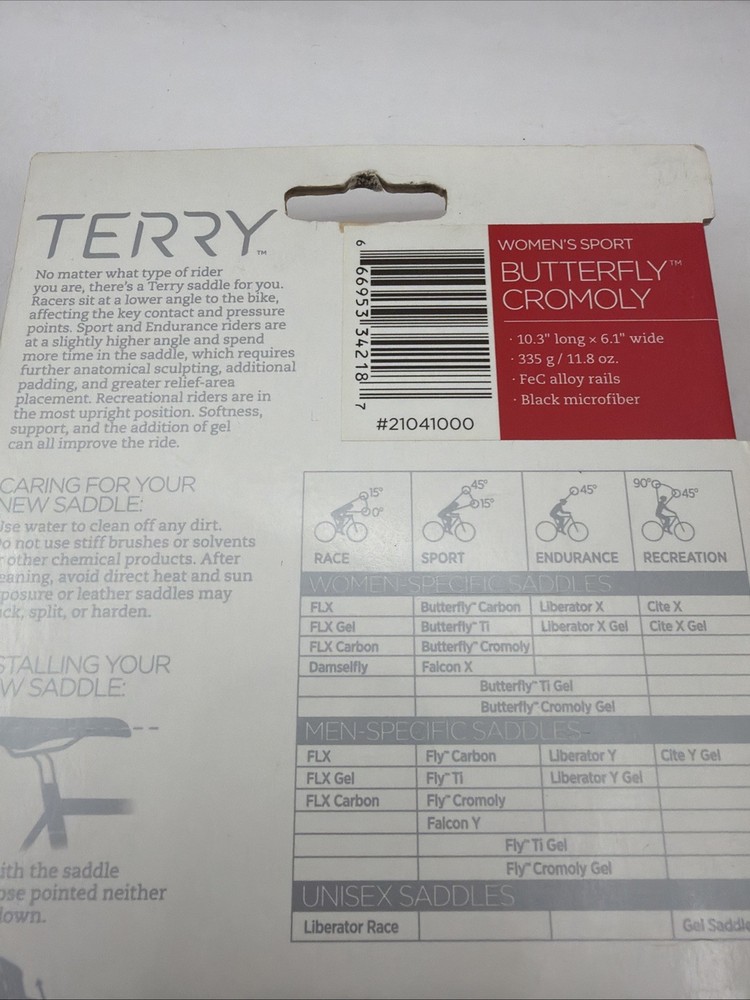 TERRY™
No matter what type of rider
you are, there's a Terry saddle for you.
Racers sit at a lower angle to the bike,
affecting the key contact and pressure
points. Sport and Endurance riders are
at a slightly higher angle and spend
more time in the saddle, which requires
further anatomical sculpting, additional
padding, and greater relief-area
placement. Recreational riders are in
the most upright position. Softness,
support, and the addition of gel
can all improve the ride.
6 66953 34218 7
#21041000
WOMEN'S SPORT
BUTTERFLY™
CROMOLY
· 10.3" long × 6.1" wide
· 335 g / 11.8 oz.
· FeC alloy rails
· Black microfiber
CARING FOR YOUR
NEW SADDLE:
Use water to clean off any dirt.
Do not use stiff brushes or solvents
or other chemical products. After
eaning, avoid direct heat and sun
posure or leather saddles may
ck, split, or harden.
STALLING YOUR
W SADDLE:
ith the saddle
ose pointed neither
down.
15° 0° 45° 15° 45° 90° 45°
RACE SPORT ENDURANCE RECREATION
WOMEN-SPECIFIC SADDLES
FLX Butterfly™ Carbon Liberator X Cite X
FLX Gel Butterfly™ Ti Liberator X Gel Cite X Gel
FLX Carbon Butterfly™ Cromoly
Damselfly Falcon X
Butterfly™ Ti Gel
Butterfly™ Cromoly Gel
MEN-SPECIFIC SADDLES
FLX Fly™ Carbon Liberator Y Cite Y Gel
FLX Gel Fly™ Ti Liberator Y Gel
FLX Carbon Fly™ Cromoly
Falcon Y
Fly™ Ti Gel
Fly™ Cromoly Gel
UNISEX SADDLES
Liberator Race Gel Saddle